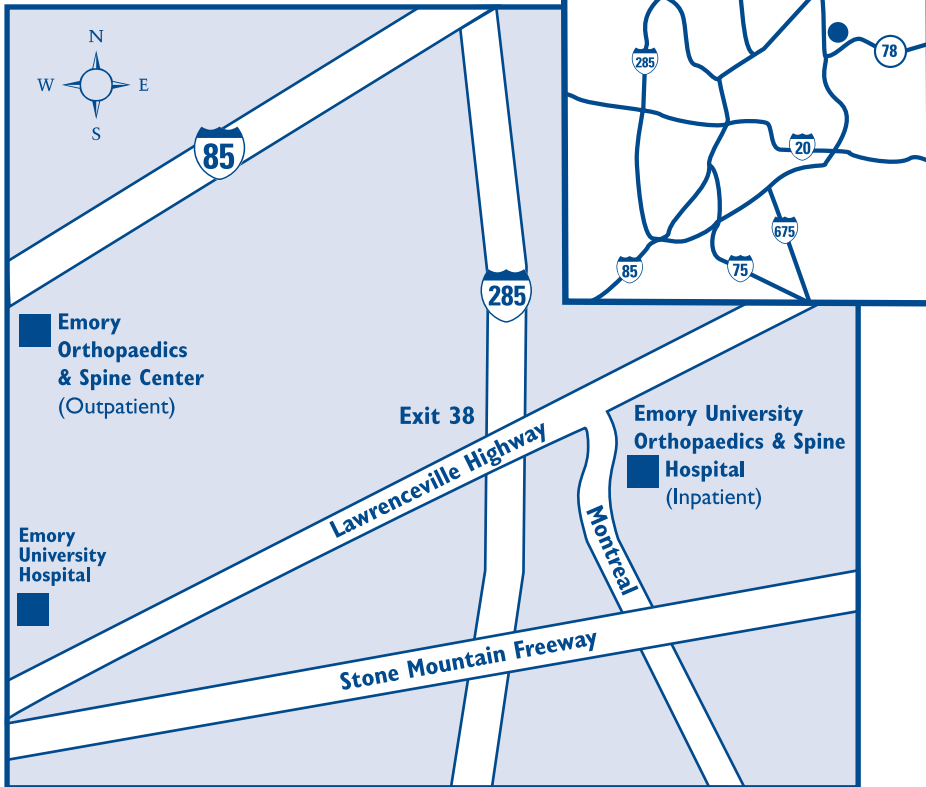 N
W E
S
85
285
78
20
675
85
75
285
Emory
Orthopaedics
& Spine Center
(Outpatient)
Exit 38
Lawrenceville Highway
Emory University
Orthopaedics & Spine
Hospital
(Inpatient)
Montreal
Emory
University
Hospital
Stone Mountain Freeway